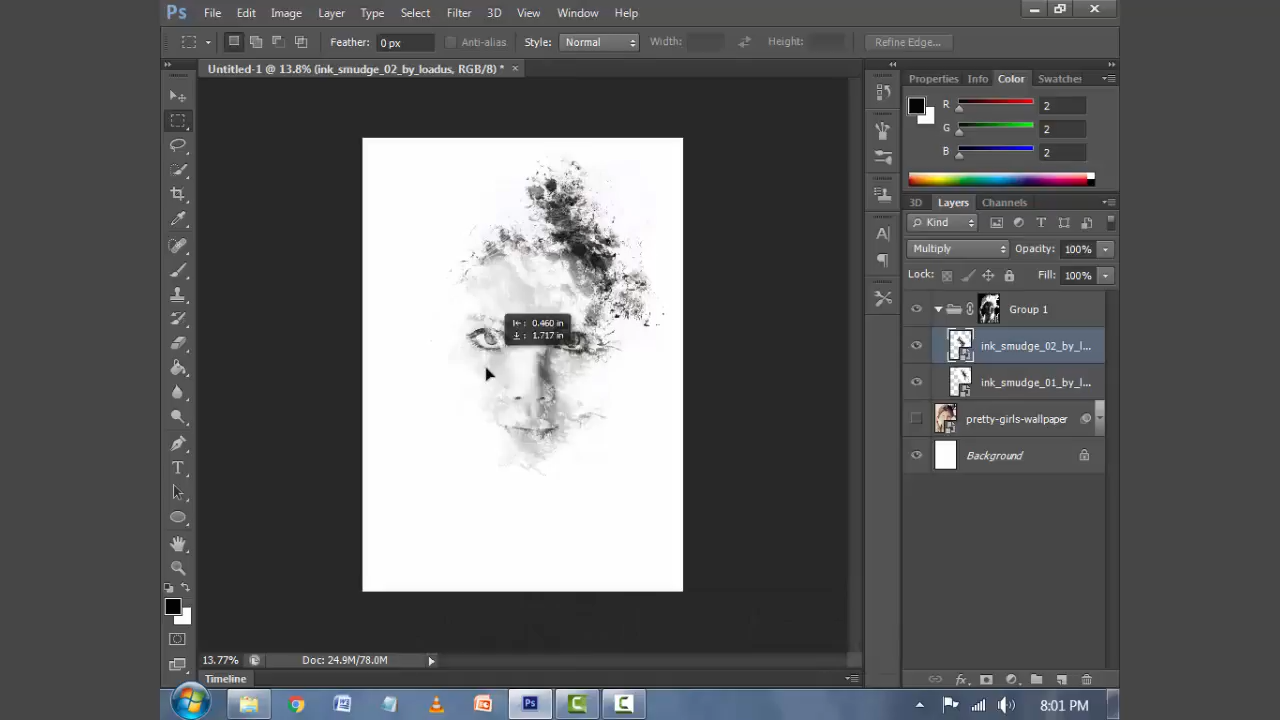 Ps File Edit Image Layer Type Select Filter 3D View Window Help
Feather: 0 px Anti-alias Style: Normal Width: Height: Refine Edge...
Untitled-1 @ 13.8% (ink_smudge_02_by_loadus, RGB/8) * ×
Properties Info Color Swatches
R 2
G 2
B 2
3D Layers Channels
Kind
Multiply Opacity: 100%
Lock: Fill: 100%
Group 1
ink_smudge_02_by_l...
ink_smudge_01_by_l...
pretty-girls-wallpaper
Background
0.460 in
1.717 in
13.77% Doc: 24.9M/78.0M
Timeline
8:01 PM